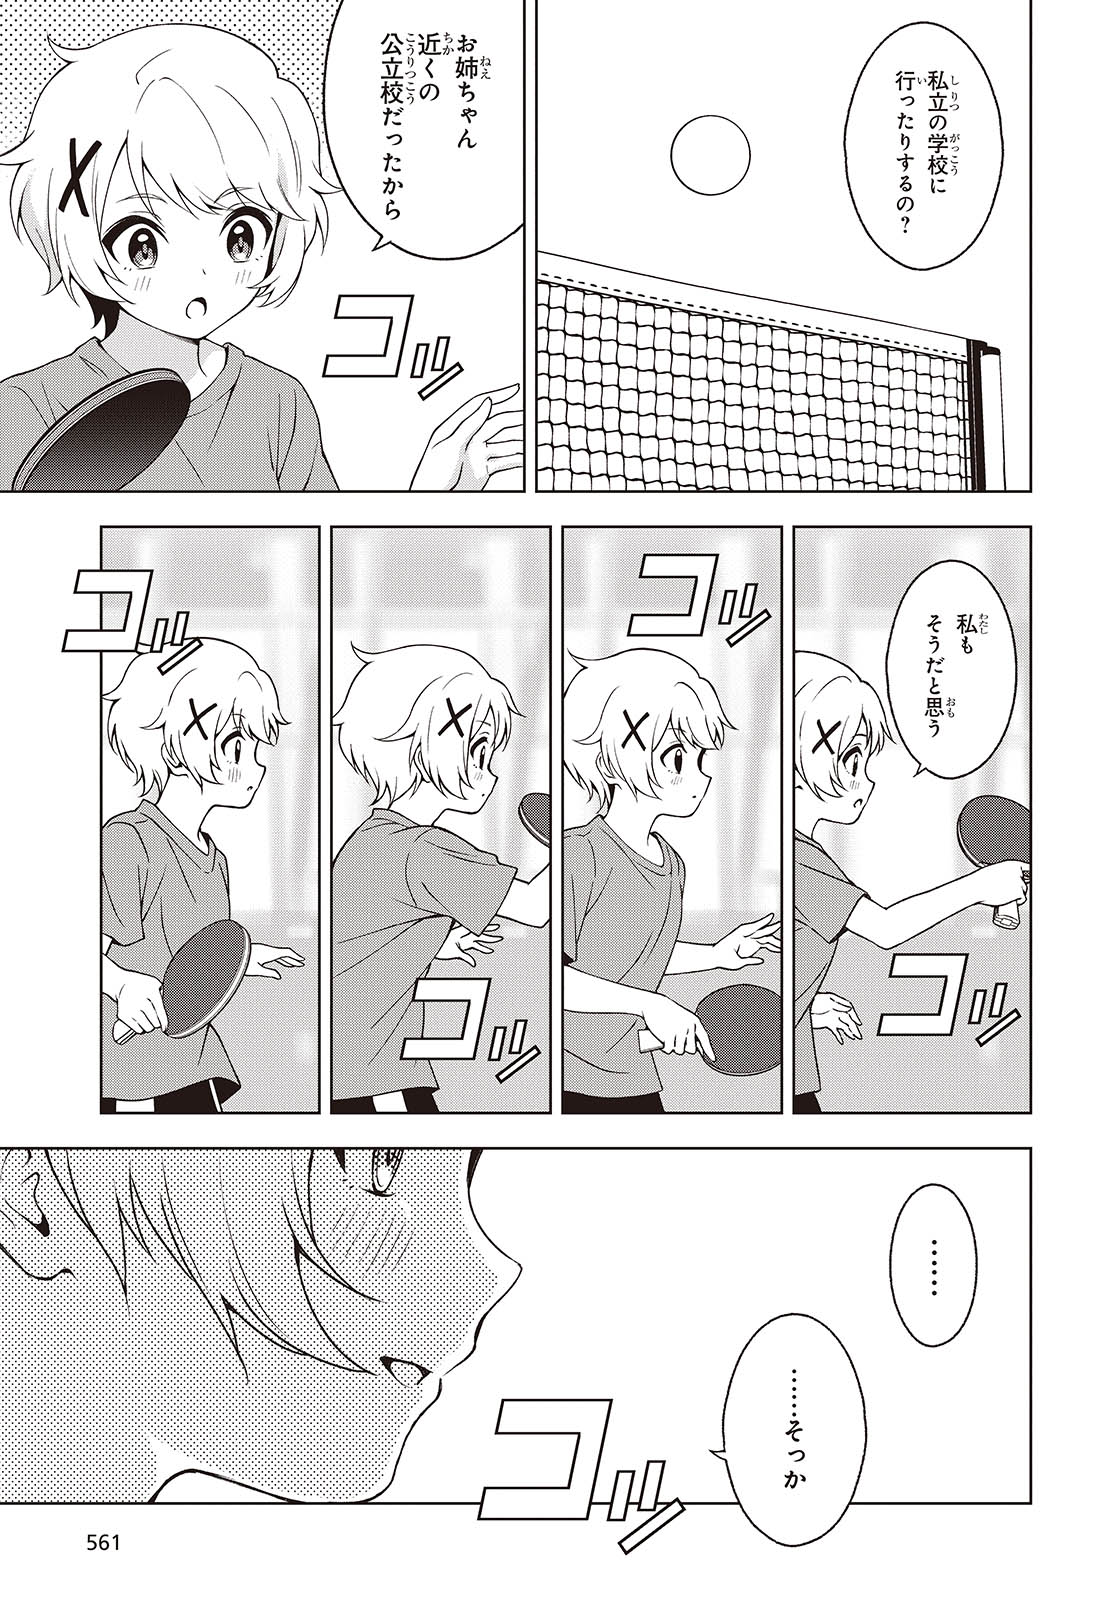 私立の学校に
行ったりするの?
お姉ちゃん
近くの
公立校だったから
コッ
私も
そうだと思う
コッ
コッ
コッ
コッ
………
……そっか
コッ
561